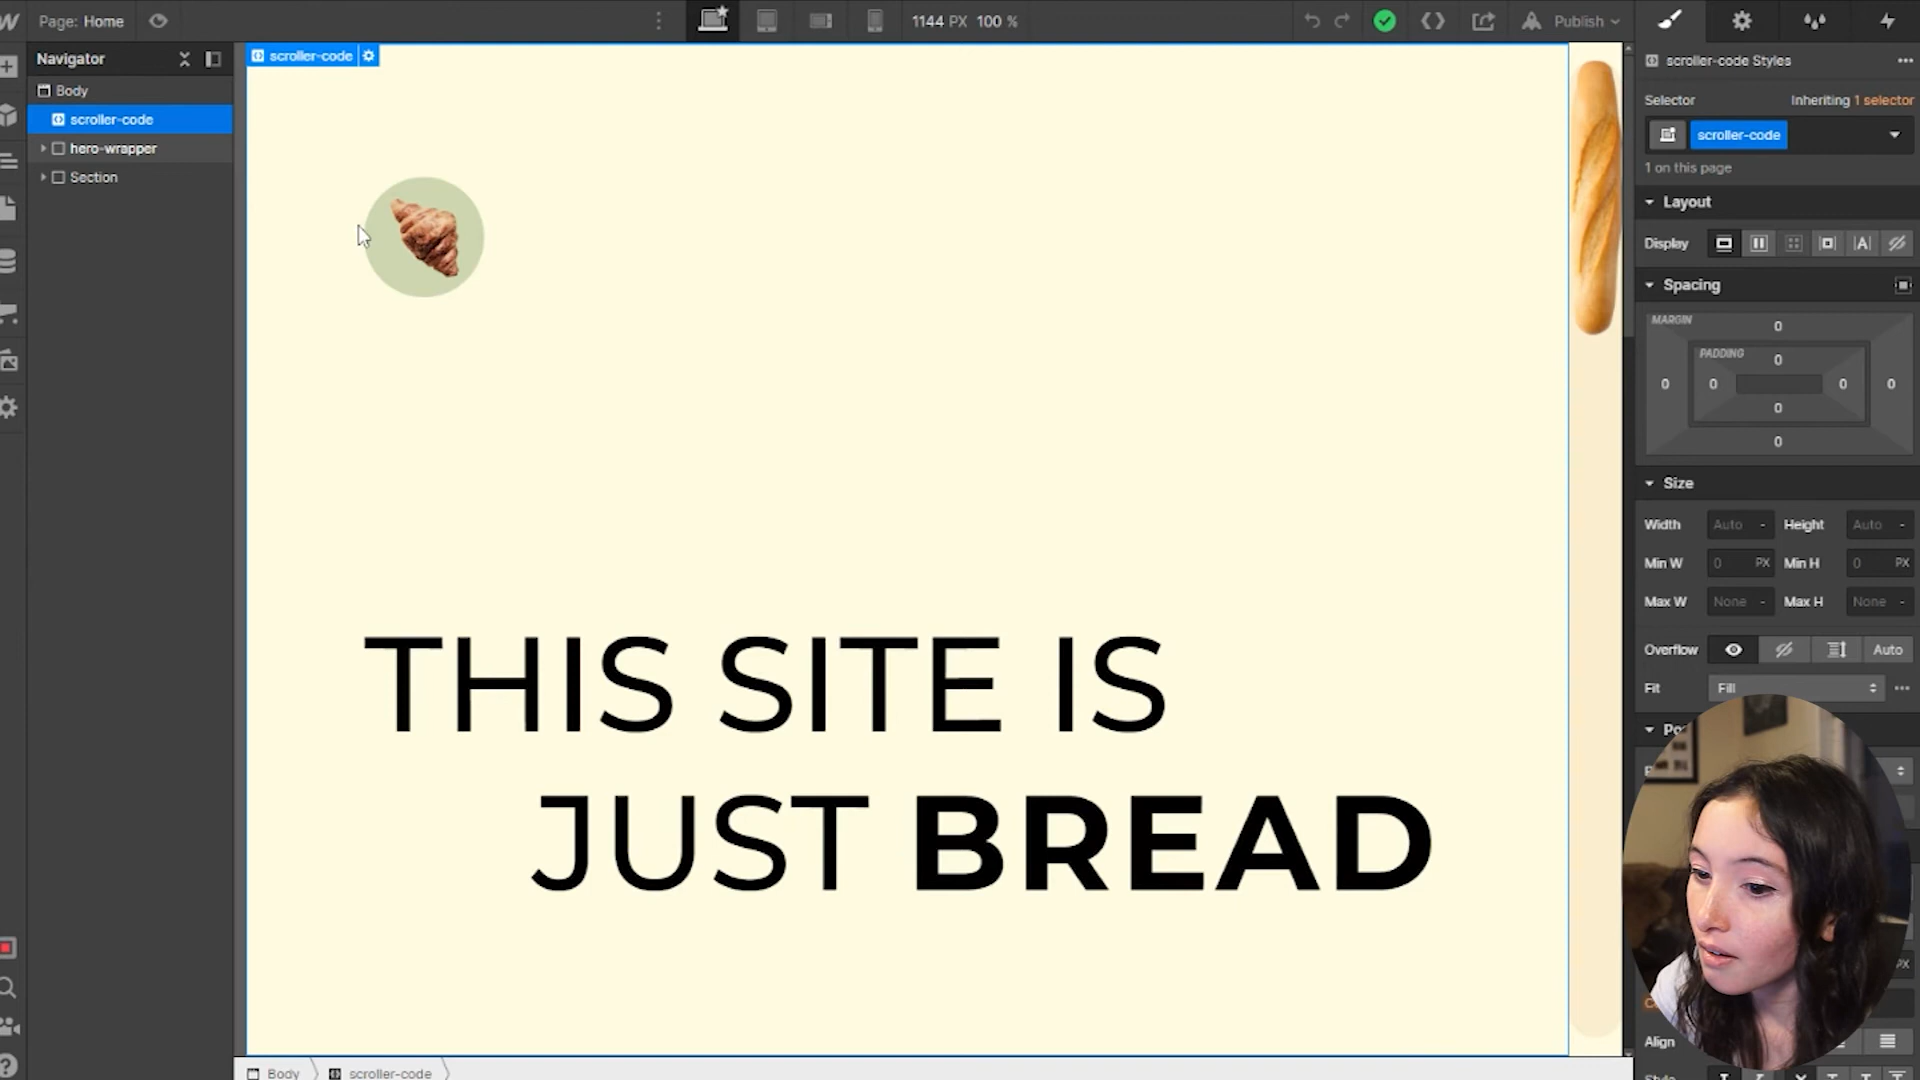 Page: Home
1144 PX 100 %
Publish
Navigator
Body
scroller-code
hero-wrapper
Section
scroller-code
THIS SITE IS
JUST BREAD
Body
scroller-code
scroller-code Styles
Selector
Inheriting 1 selector
scroller-code
1 on this page
Layout
Display
Spacing
MARGIN
0
PADDING
0
0 0 0 0
0
0
Size
Width Auto - Height Auto -
Min W 0 PX Min H 0 PX
Max W None - Max H None -
Overflow Auto
Fit Fill
PX
Align